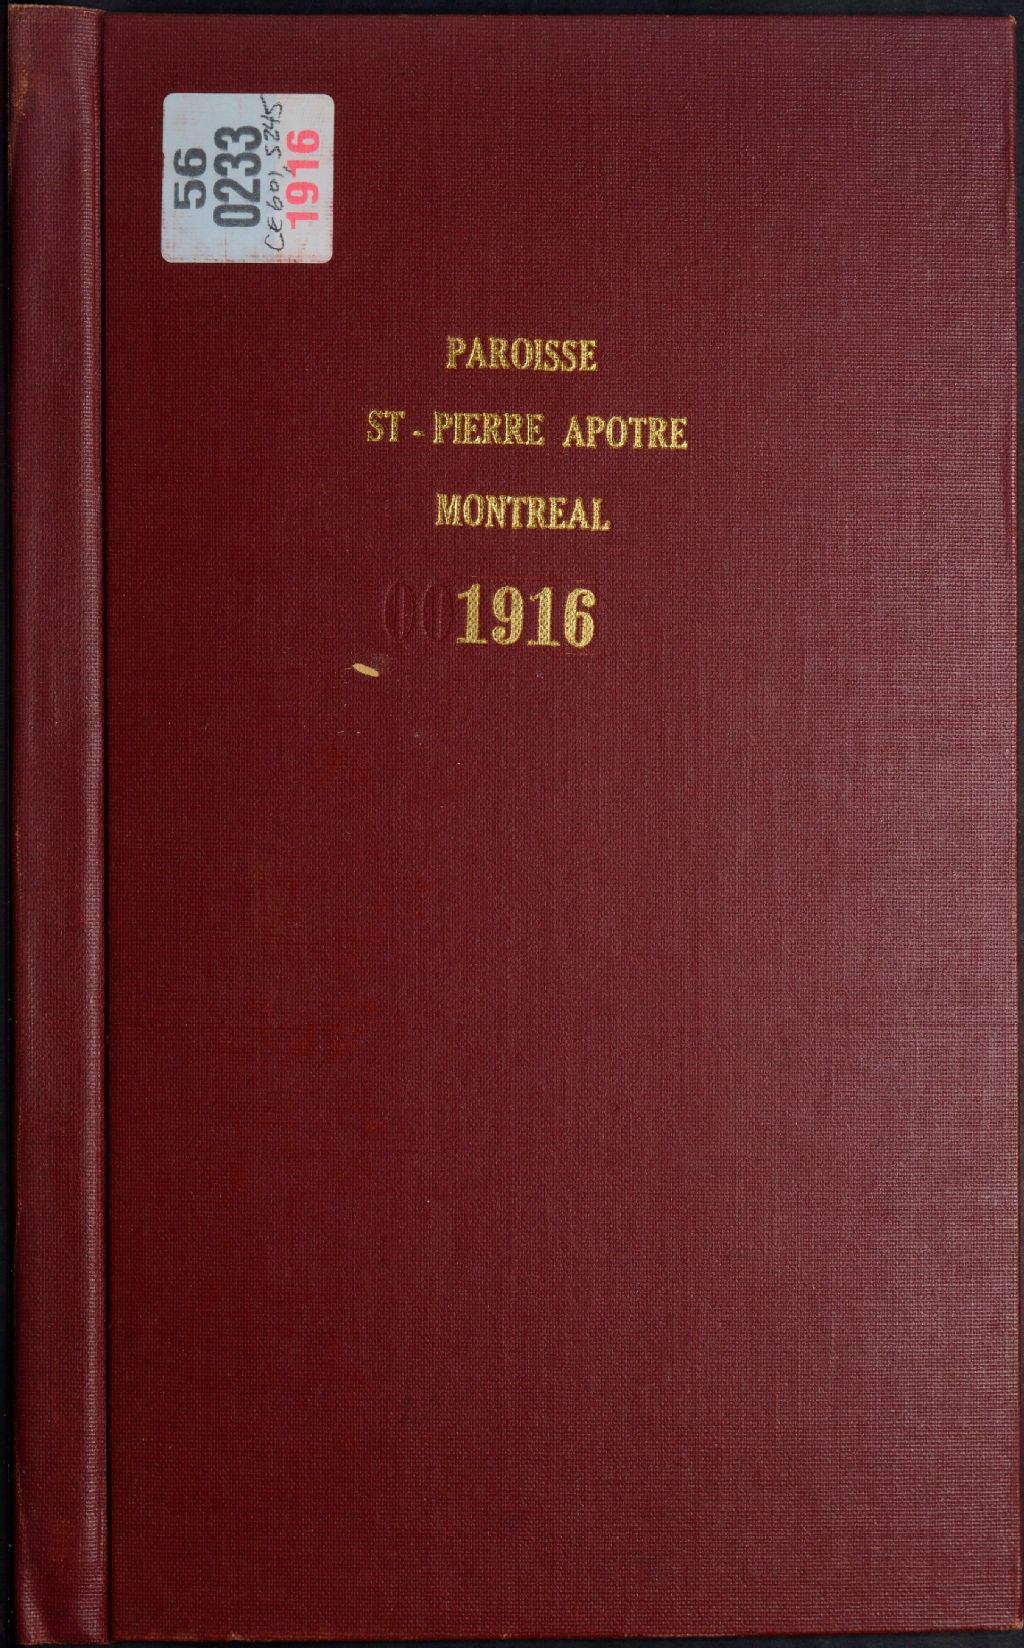 56
0233
CE601, S245
1916
PAROISSE
ST-PIERRE APOTRE
MONTREAL
001916